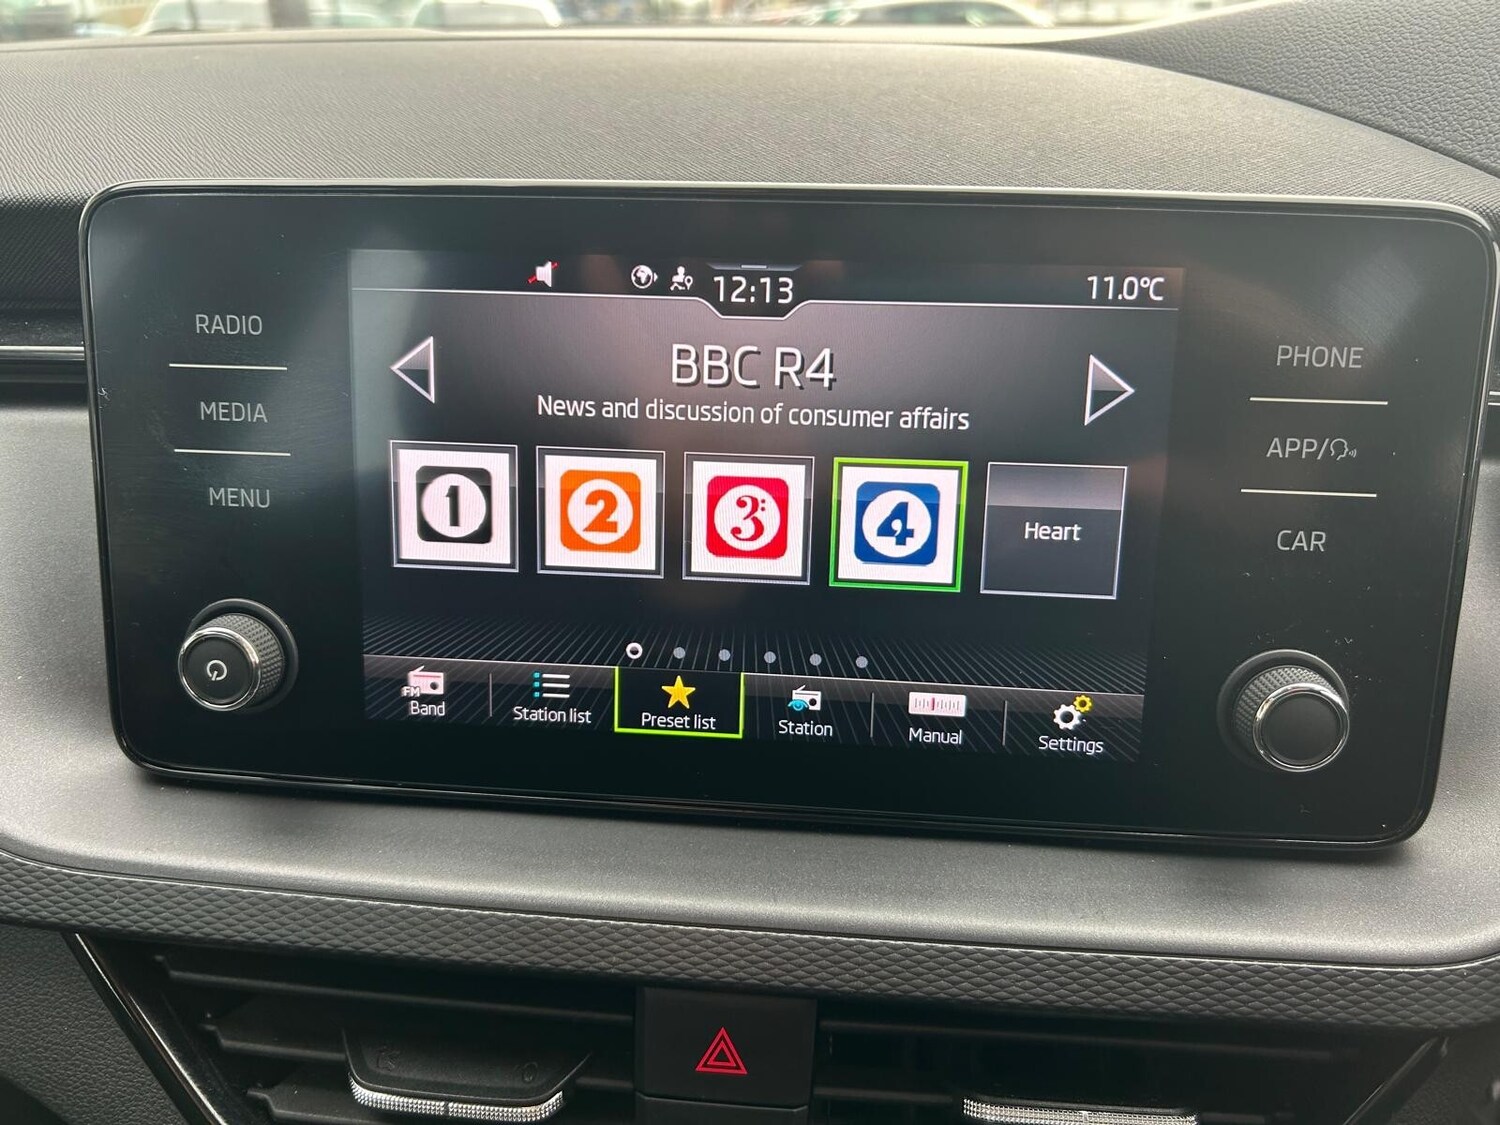 12:13
11.0°C
RADIO
MEDIA
MENU
BBC R4
News and discussion of consumer affairs
1
2
3
4
Heart
FM
Band
Station list
Preset list
Station
Manual
Settings
PHONE
APP/
CAR